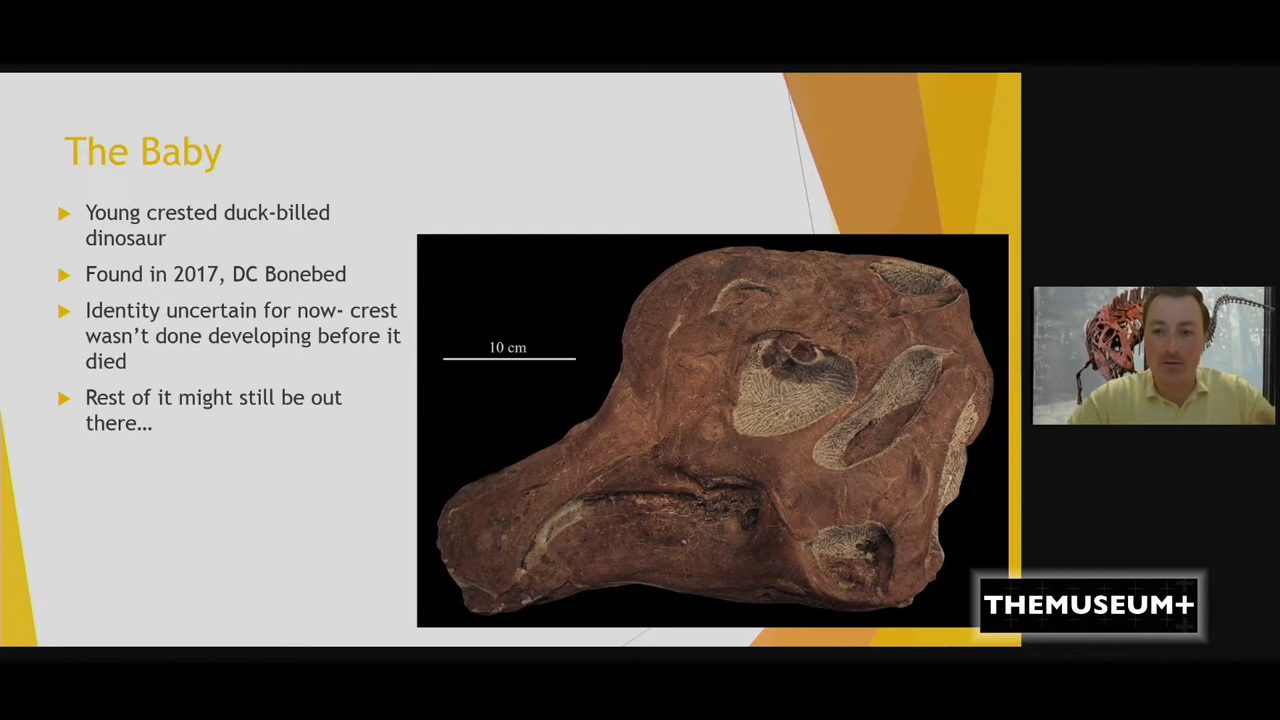 The Baby
Young crested duck-billed
dinosaur
Found in 2017, DC Bonebed
Identity uncertain for now- crest
wasn't done developing before it
died
Rest of it might still be out
there…
10 cm
THEMUSEUM+